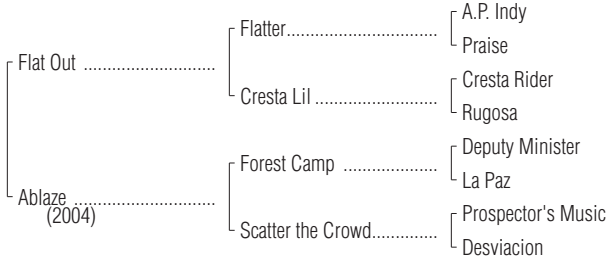 A.P. Indy
Flatter
Praise
Flat Out
Cresta Rider
Cresta Lil
Rugosa
Deputy Minister
Forest Camp
La Paz
Ablaze
(2004)
Prospector's Music
Scatter the Crowd
Desviacion